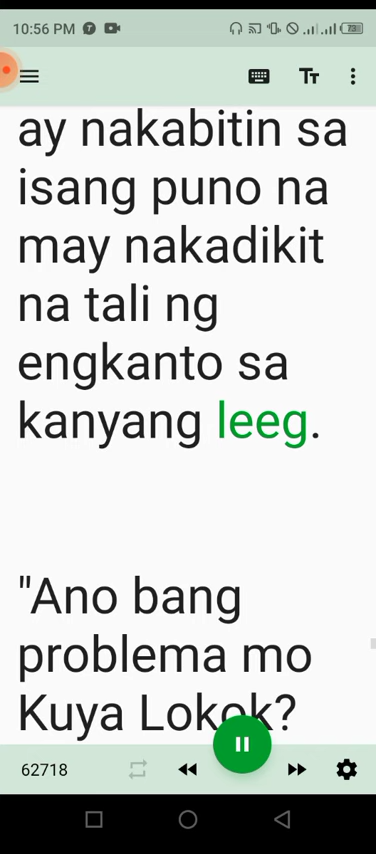 10:56 PM
73
ay nakabitin sa
isang puno na
may nakadikit
na tali ng
engkanto sa
kanyang leeg.
"Ano bang
problema mo
Kuya Lokok?
62718